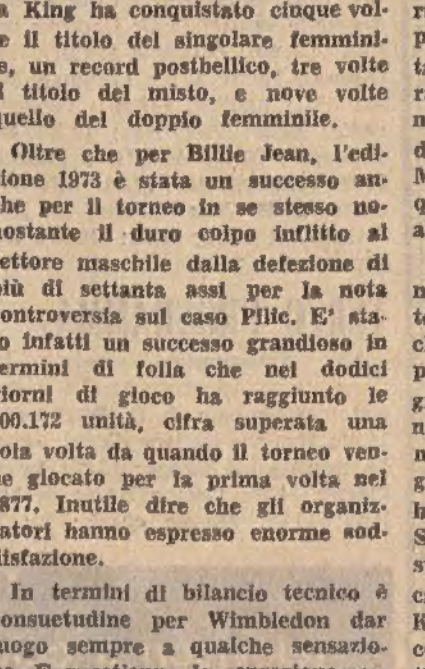 a King ha conquistato cinque vol-
e il titolo del singolare femmini-
e, un record postbellico, tre volte
l titolo del misto, e nove volte
quello del doppio femminile.
Oltre che per Billie Jean, l'edi-
zione 1973 è stata un successo an-
che per il torneo in se stesso no-
nostante il duro colpo inflitto al
settore maschile dalla defezione di
più di settanta assi per la nota
controversia sul caso Pilic. E' sta-
o infatti un successo grandioso in
termini di folla che nei dodici
giorni di gioco ha raggiunto le
00.172 unità, cifra superata una
sola volta da quando il torneo ven-
ne giocato per la prima volta nel
1877. Inutile dire che gli organiz-
zatori hanno espresso enorme sod-
disfazione.
In termini di bilancio tecnico è
consuetudine per Wimbledon dar
luogo sempre a qualche sensazio-